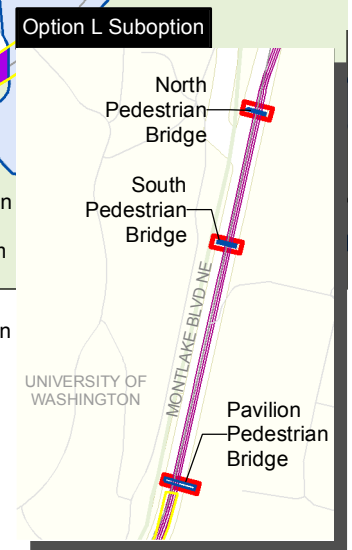 Option L Suboption
North
Pedestrian
Bridge
South
Pedestrian
Bridge
MONTLAKE BLVD NE
UNIVERSITY OF
WASHINGTON
Pavilion
Pedestrian
Bridge